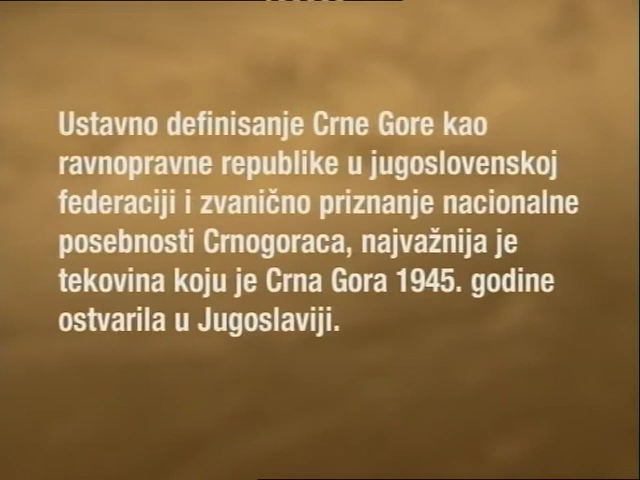 Ustavno definisanje Crne Gore kao
ravnopravne republike u jugoslovenskoj
federaciji i zvanično priznanje nacionalne
posebnosti Crnogoraca, najvažnija je
tekovina koju je Crna Gora 1945. godine
ostvarila u Jugoslaviji.